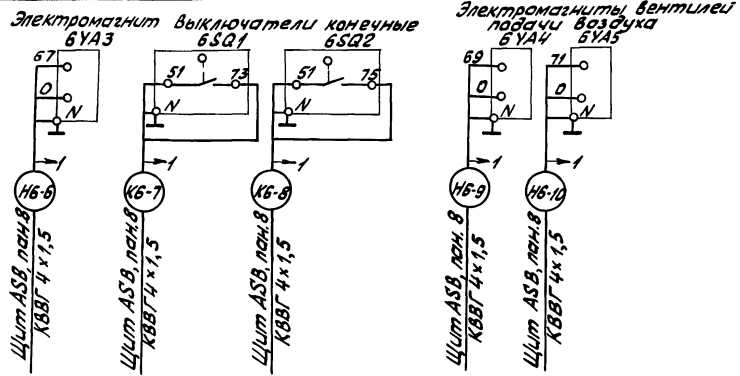 Электромагнит
6YA3
Выключатели конечные
6SQ1
6SQ2
Электромагниты вентилей
подачи воздуха
6YA4
6YA5
67
0
N
51
73
N
51
75
N
69
0
N
71
0
N
1
1
1
1
1
Н6-6
К6-7
К6-8
Н6-9
Н6-10
Щит ASB, пан.8
КВВГ 4×1,5
Щит ASB, пан.8
КВВГ 4×1,5
Щит ASB, пан.8
КВВГ 4×1,5
Щит ASB, пан. 8
КВВГ 4×1,5
Щит ASB, пан.8
КВВГ 4×1,5